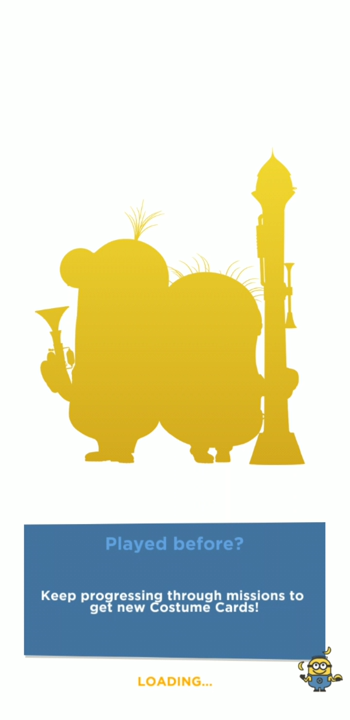 Played before?
Keep progressing through missions to
get new Costume Cards!
LOADING...